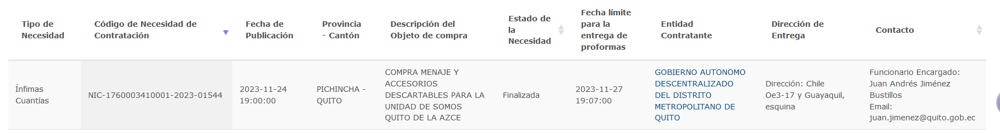 Tipo de
Necesidad
Código de Necesidad de
Contratación
Fecha de
Publicación
Provincia
- Cantón
Descripción del
Objeto de compra
Estado de
la
Necesidad
Fecha límite
para la
entrega de
proformas
Entidad
Contratante
Dirección de
Entrega
Contacto
Ínfimas
Cuantías
NIC-1760003410001-2023-01544
2023-11-24
19:00:00
PICHINCHA -
QUITO
COMPRA MENAJE Y
ACCESORIOS
DESCARTABLES PARA LA
UNIDAD DE SOMOS
QUITO DE LA AZCE
Finalizada
2023-11-27
19:07:00
GOBIERNO AUTONOMO
DESCENTRALIZADO
DEL DISTRITO
METROPOLITANO DE
QUITO
Dirección: Chile
Oe3-17 y Guayaquil,
esquina
Funcionario Encargado:
Juan Andrés Jiménez
Bustillos
Email:
juan.jimenez@quito.gob.ec